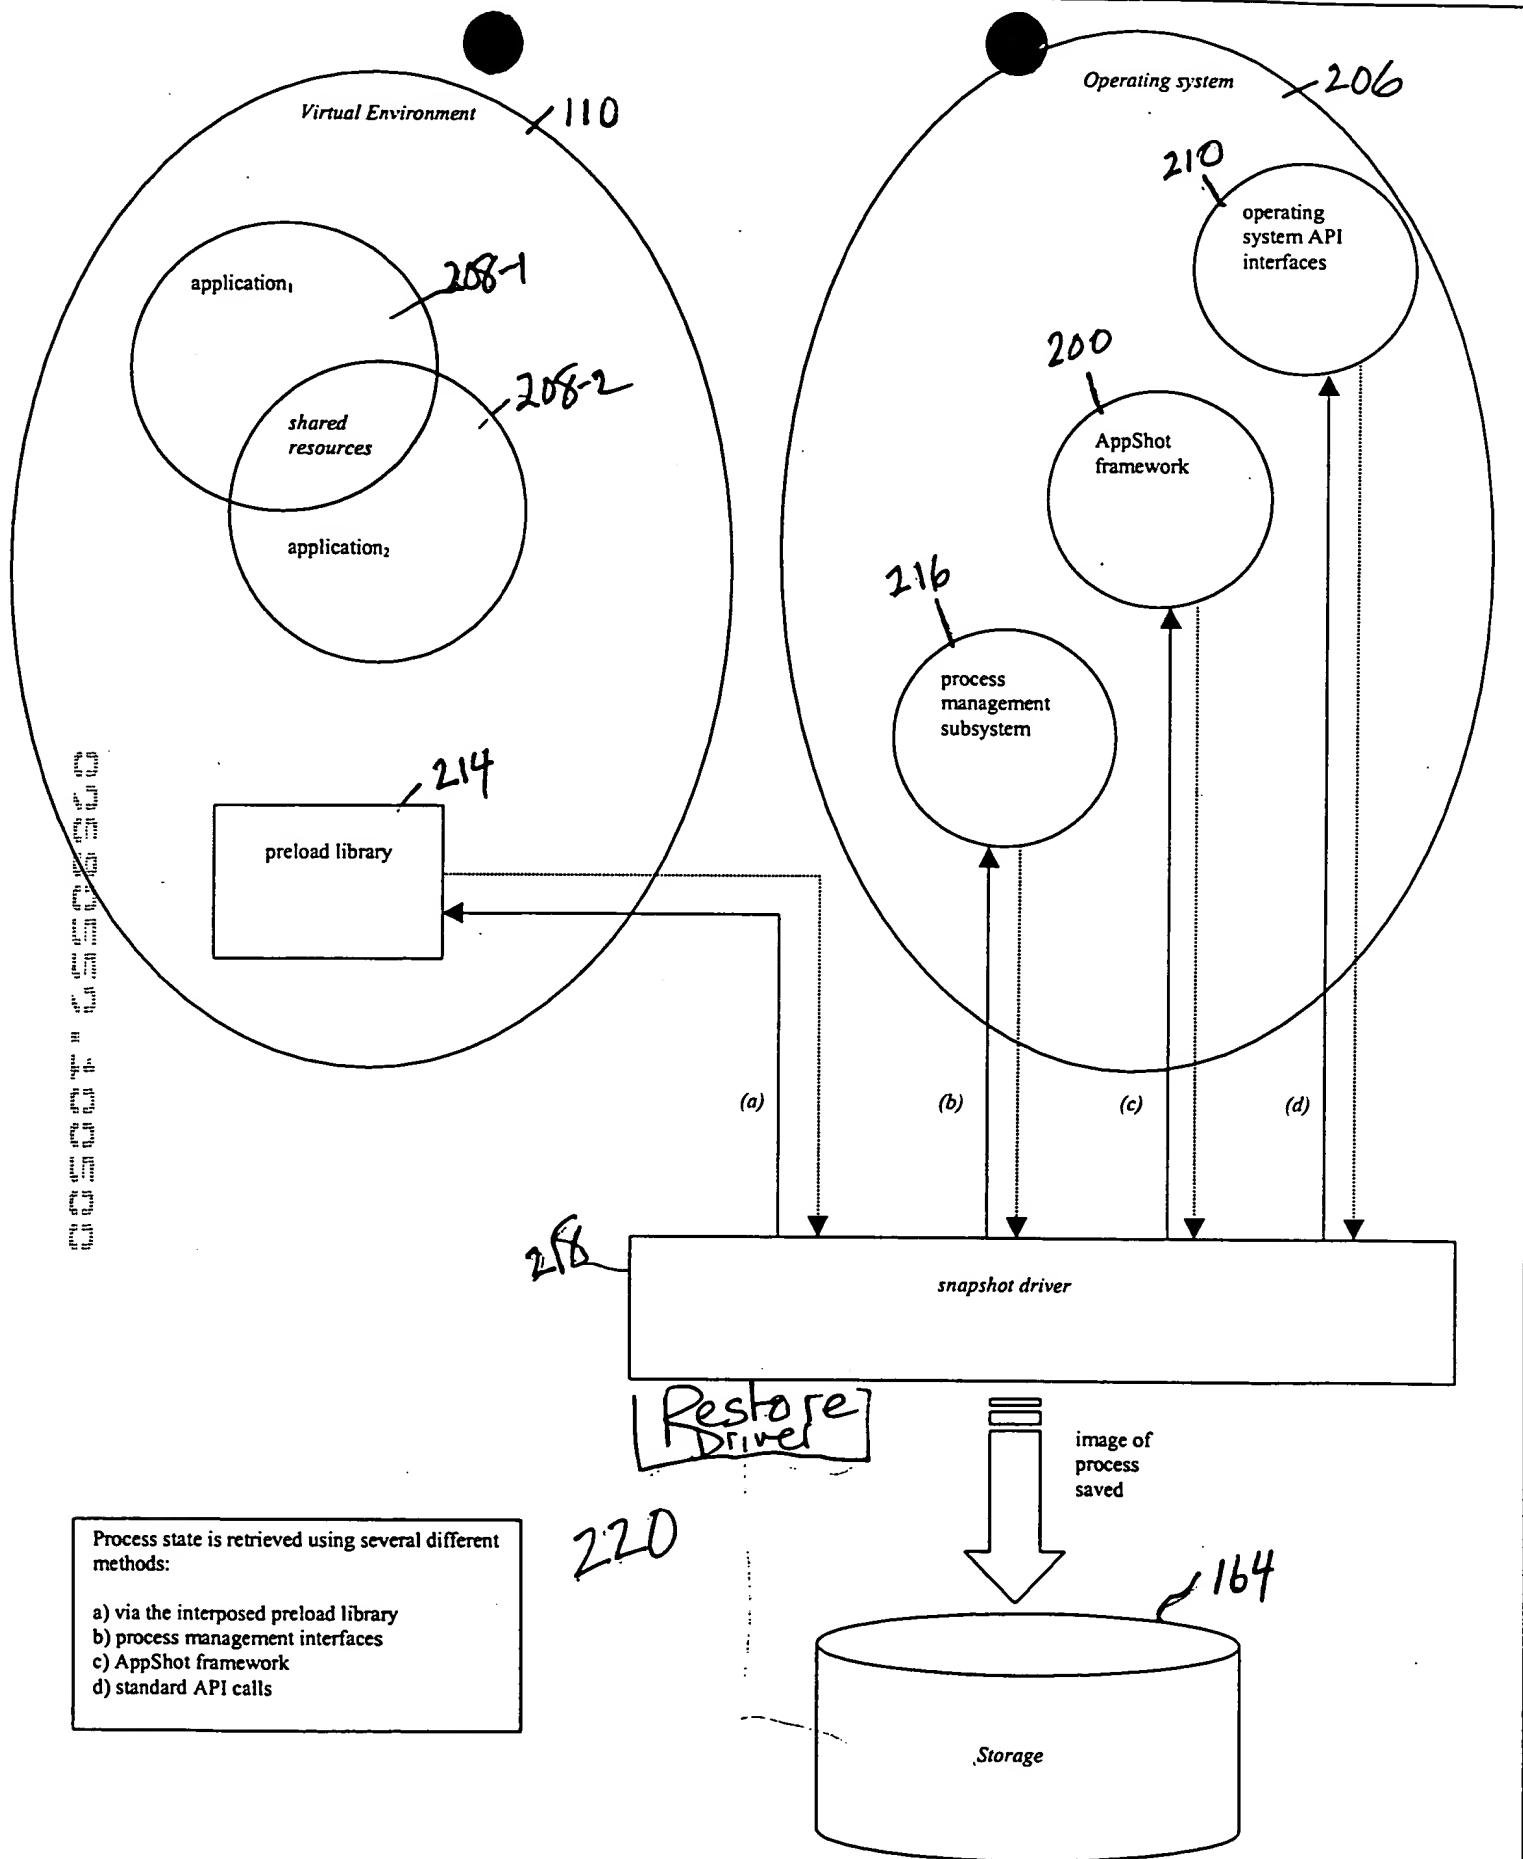 Virtual Environment
110
Operating system
206
210
operating
system API
interfaces
application₁
208-1
200
208-2
shared
resources
AppShot
framework
application₂
216
process
management
subsystem
214
preload library
(a)
(b)
(c)
(d)
218
snapshot driver
Restore
Driver
image of
process
saved
220
164
Process state is retrieved using several different
methods:
a) via the interposed preload library
b) process management interfaces
c) AppShot framework
d) standard API calls
Storage